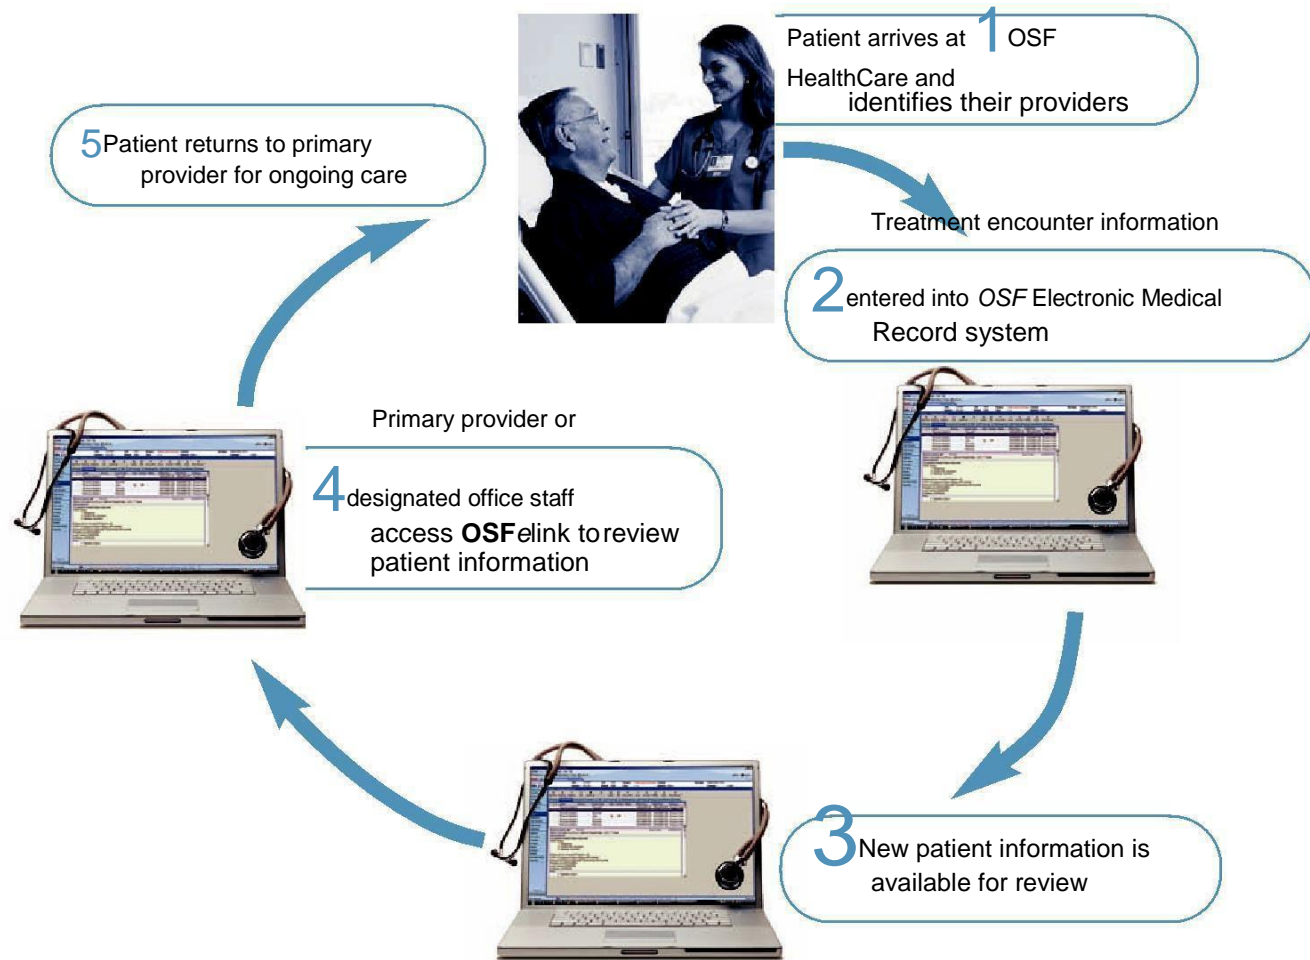 1
Patient arrives at OSF
HealthCare and
identifies their providers
Treatment encounter information
2 entered into OSF Electronic Medical
Record system
3 New patient information is
available for review
Primary provider or
4 designated office staff
access OSFelink to review
patient information
5 Patient returns to primary
provider for ongoing care